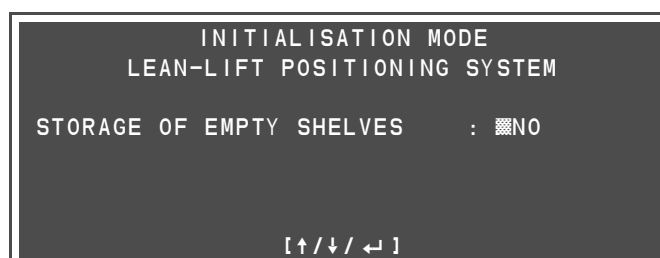 INITIALISATION MODE
LEAN-LIFT POSITIONING SYSTEM
STORAGE OF EMPTY SHELVES : ▒NO
[↑/↓/↵]